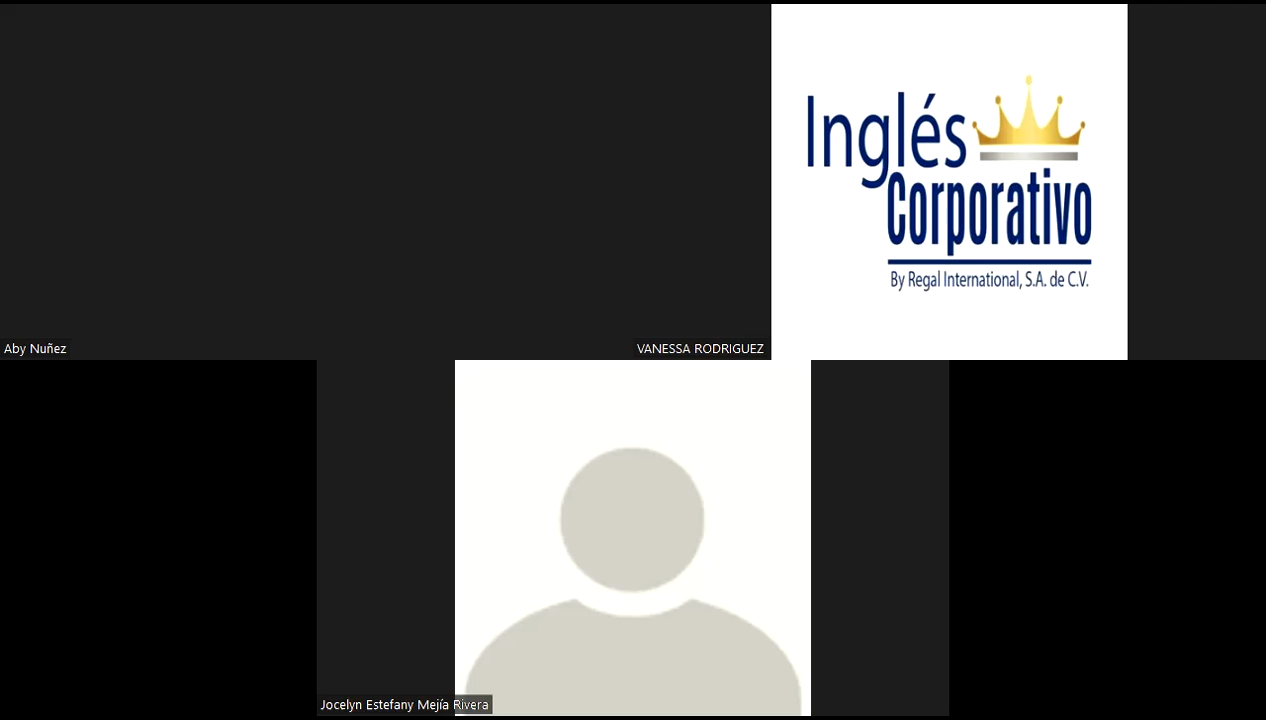 Inglés
Corporativo
By Regal International, S.A. de C.V.
Aby Nuñez
VANESSA RODRIGUEZ
Jocelyn Estefany Mejía Rivera